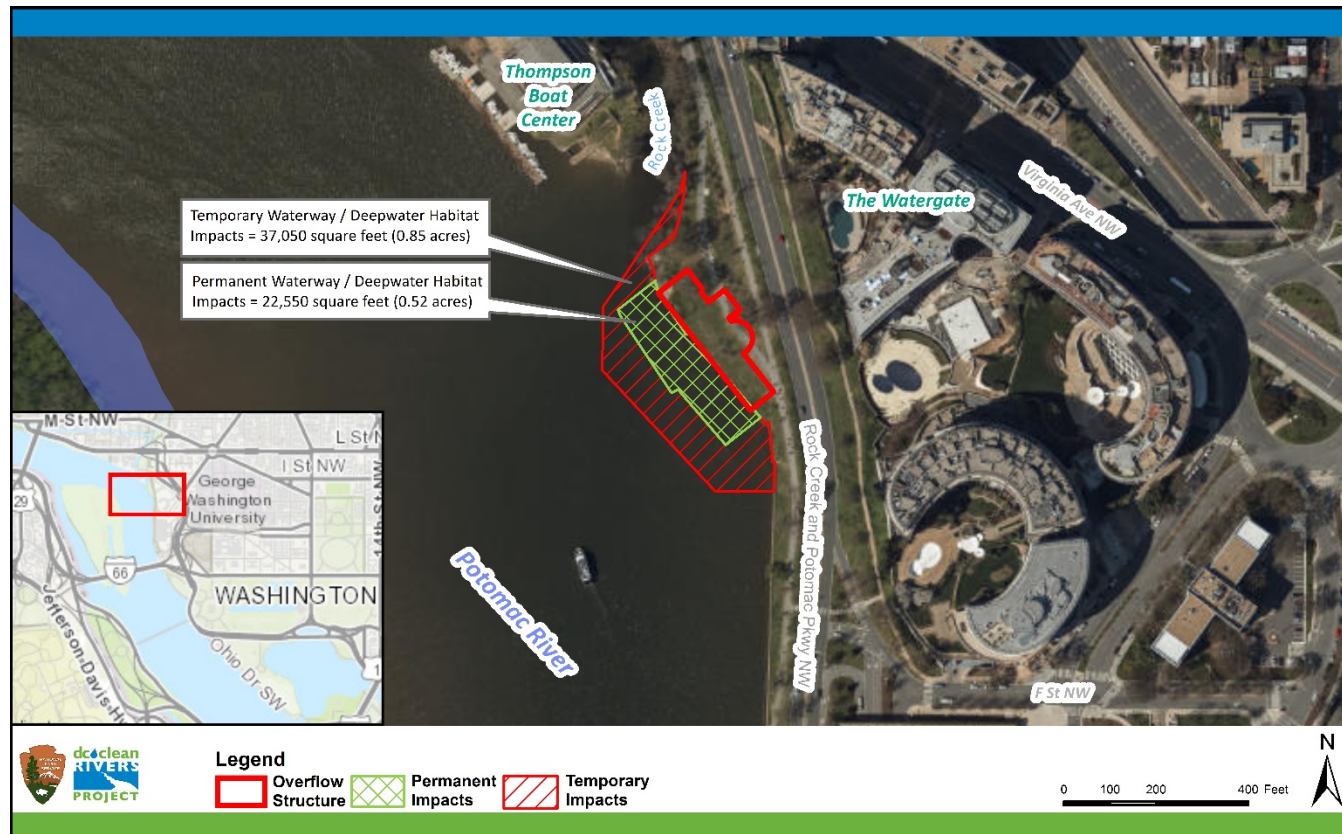 Thompson
Boat
Center
Rock Creek
Temporary Waterway / Deepwater Habitat
Impacts = 37,050 square feet (0.85 acres)
Permanent Waterway / Deepwater Habitat
Impacts = 22,550 square feet (0.52 acres)
The Watergate
Virginia Ave NW
Rock Creek and Potomac Pkwy NW
Potomac River
F St NW
M-St-NW
L St N
I St NW
George
Washington
University
14th St NW
29
66
WASHINGTON
Jefferson-Davis-H
Ohio Dr SW
1
dc clean
RIVERS
PROJECT
Legend
Overflow
Structure
Permanent
Impacts
Temporary
Impacts
0 100 200 400 Feet
N